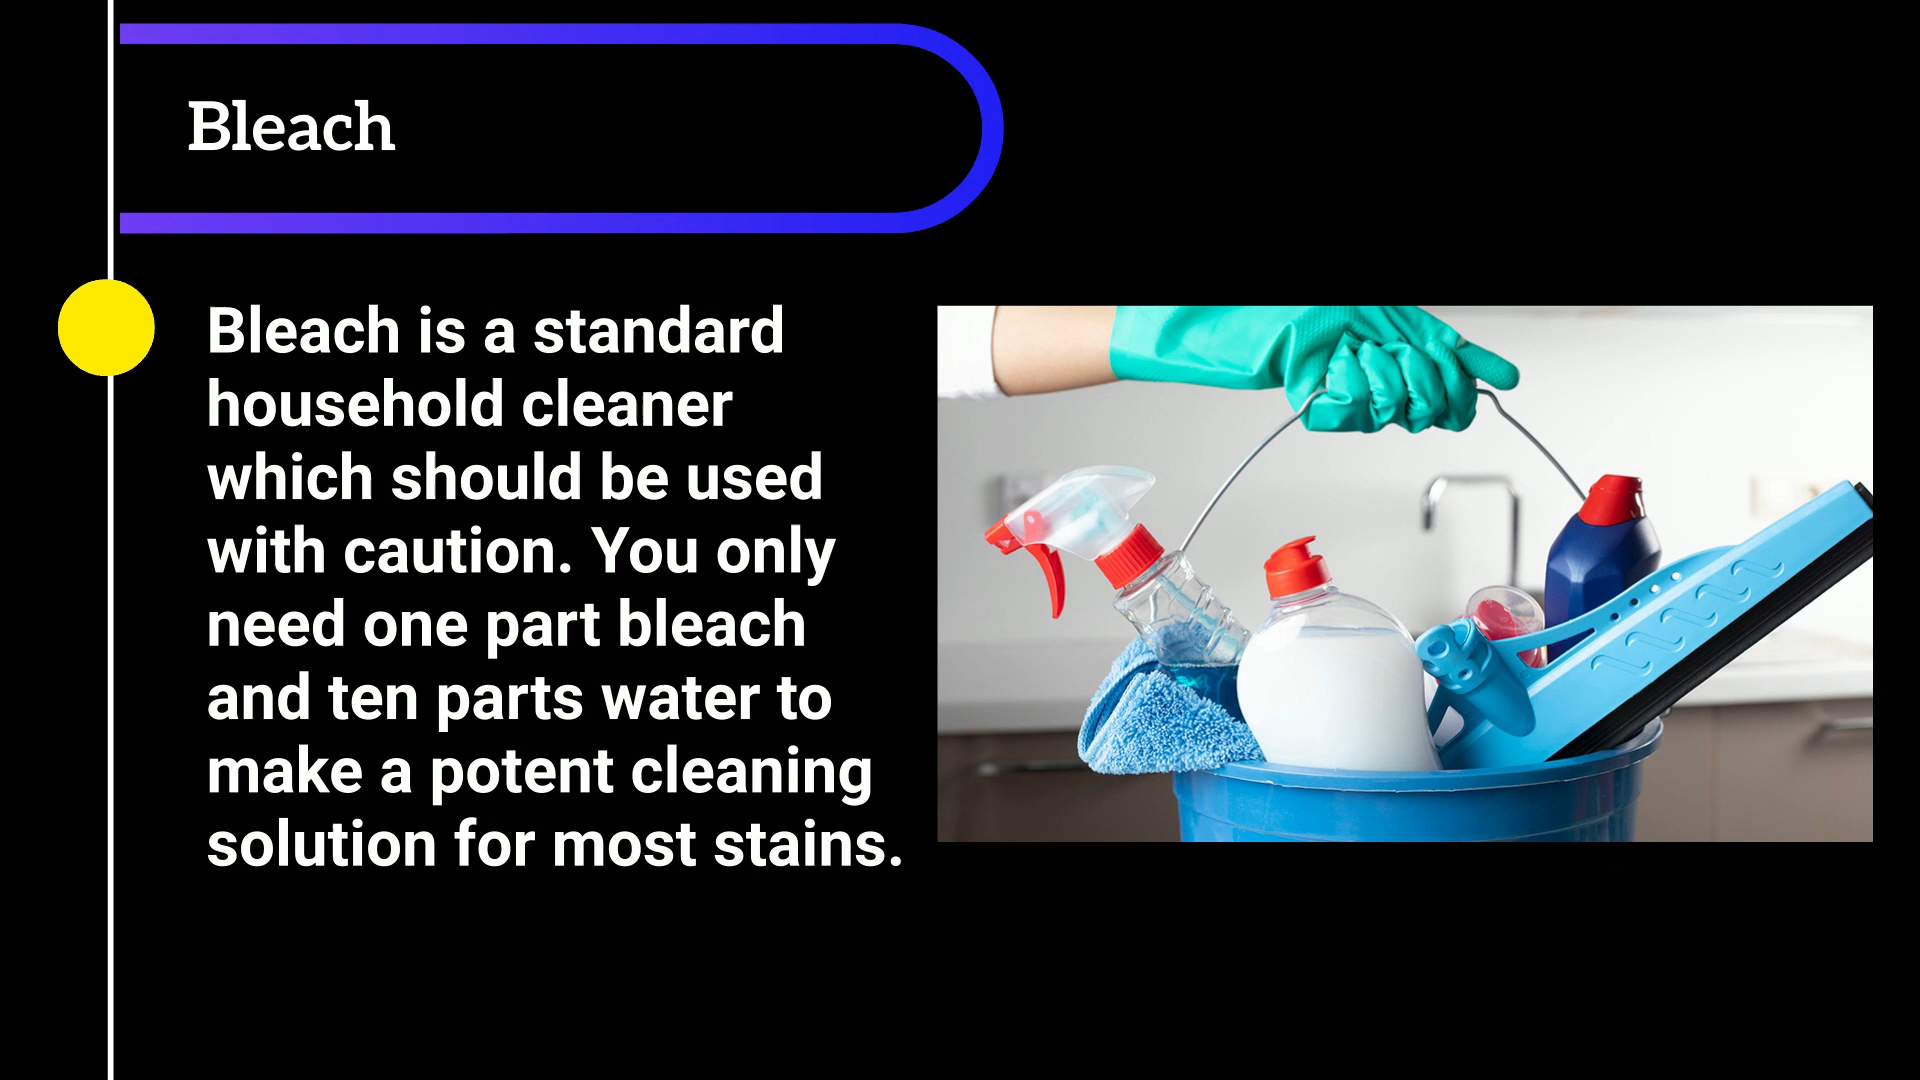 Bleach
Bleach is a standard
household cleaner
which should be used
with caution. You only
need one part bleach
and ten parts water to
make a potent cleaning
solution for most stains.